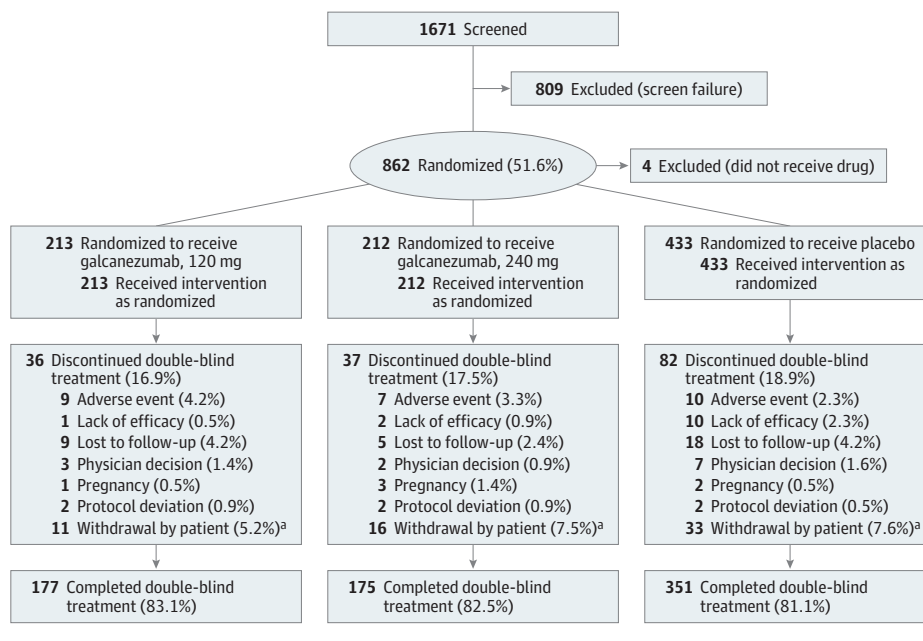 1671 Screened
809 Excluded (screen failure)
862 Randomized (51.6%)
4 Excluded (did not receive drug)
213 Randomized to receive
galcanezumab, 120 mg
213 Received intervention
as randomized
212 Randomized to receive
galcanezumab, 240 mg
212 Received intervention
as randomized
433 Randomized to receive placebo
433 Received intervention as
randomized
36 Discontinued double-blind
treatment (16.9%)
9 Adverse event (4.2%)
1 Lack of efficacy (0.5%)
9 Lost to follow-up (4.2%)
3 Physician decision (1.4%)
1 Pregnancy (0.5%)
2 Protocol deviation (0.9%)
11 Withdrawal by patient (5.2%)a
37 Discontinued double-blind
treatment (17.5%)
7 Adverse event (3.3%)
2 Lack of efficacy (0.9%)
5 Lost to follow-up (2.4%)
2 Physician decision (0.9%)
3 Pregnancy (1.4%)
2 Protocol deviation (0.9%)
16 Withdrawal by patient (7.5%)a
82 Discontinued double-blind
treatment (18.9%)
10 Adverse event (2.3%)
10 Lack of efficacy (2.3%)
18 Lost to follow-up (4.2%)
7 Physician decision (1.6%)
2 Pregnancy (0.5%)
2 Protocol deviation (0.5%)
33 Withdrawal by patient (7.6%)a
177 Completed double-blind
treatment (83.1%)
175 Completed double-blind
treatment (82.5%)
351 Completed double-blind
treatment (81.1%)